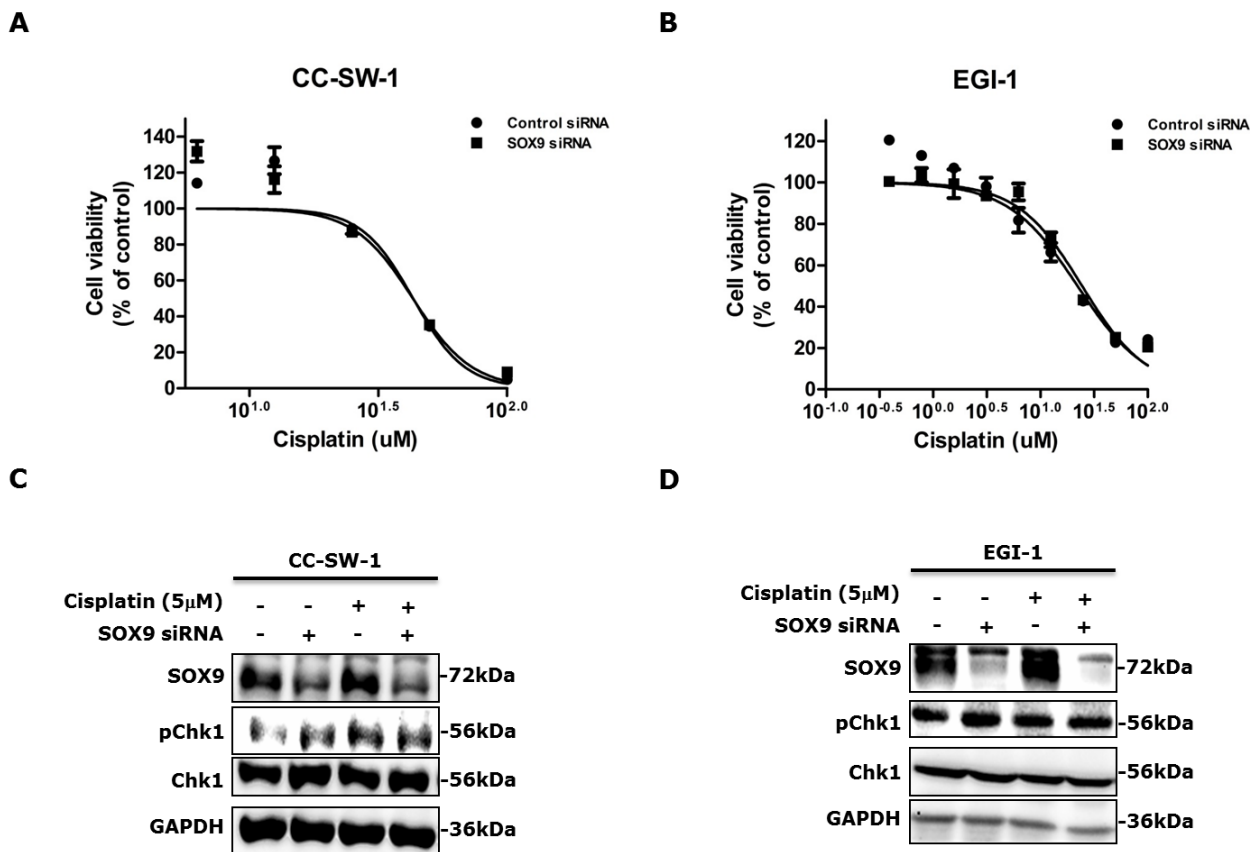 A
CC-SW-1
Control siRNA
SOX9 siRNA
Cell viability
(% of control)
140
120
100
80
60
40
20
0
10^1.0 10^1.5 10^2.0
Cisplatin (uM)
B
EGI-1
Control siRNA
SOX9 siRNA
Cell viability
(% of control)
120
100
80
60
40
20
0
10^-1.0 10^-0.5 10^0.0 10^0.5 10^1.0 10^1.5 10^2.0
Cisplatin (uM)
C
CC-SW-1
Cisplatin (5μM) - - + +
SOX9 siRNA - + - +
SOX9 -72kDa
pChk1 -56kDa
Chk1 -56kDa
GAPDH -36kDa
D
EGI-1
Cisplatin (5μM) - - + +
SOX9 siRNA - + - +
SOX9 -72kDa
pChk1 -56kDa
Chk1 -56kDa
GAPDH -36kDa